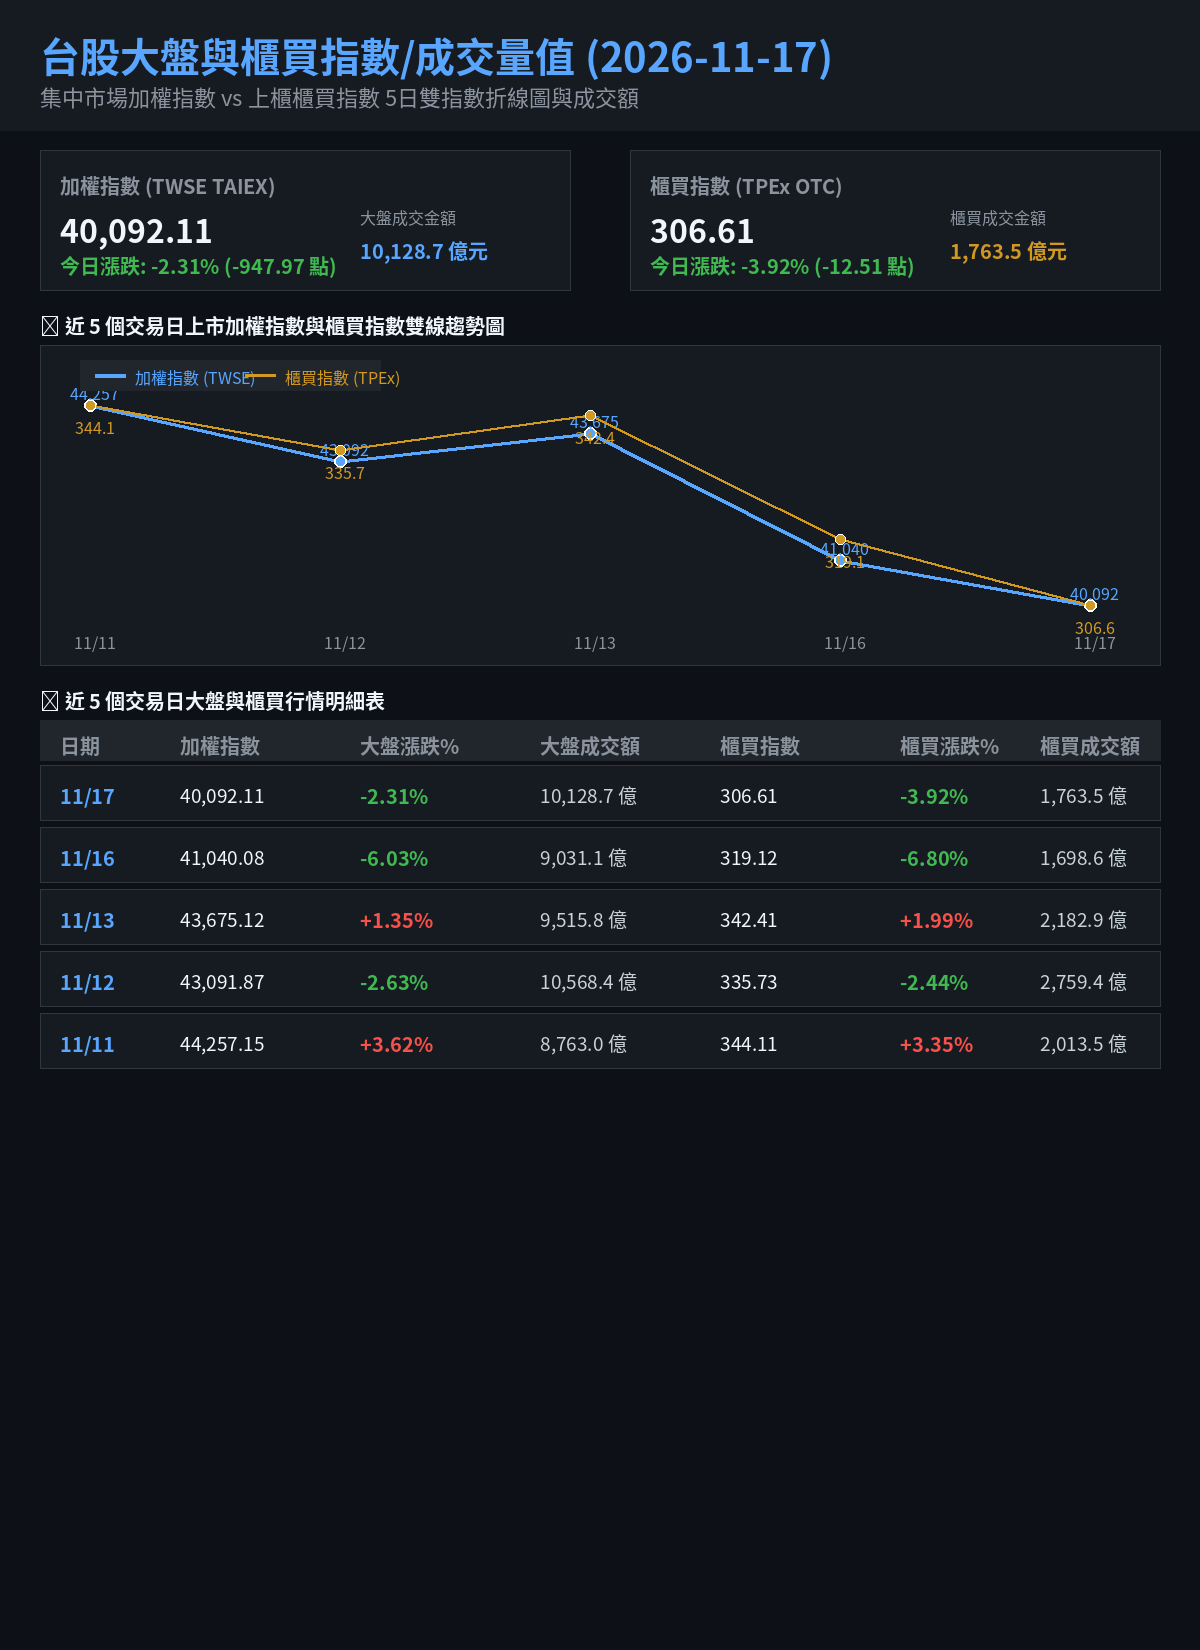 台股大盤與櫃買指數/成交量值 (2026-11-17)
集中市場加權指數 vs 上櫃櫃買指數 5日雙指數折線圖與成交額
加權指數 (TWSE TAIEX)
40,092.11
今日漲跌: -2.31% (-947.97 點)
大盤成交金額
10,128.7 億元
櫃買指數 (TPEx OTC)
306.61
今日漲跌: -3.92% (-12.51 點)
櫃買成交金額
1,763.5 億元
近 5 個交易日上市加權指數與櫃買指數雙線趨勢圖
加權指數 (TWSE)
櫃買指數 (TPEx)
44,257
344.1
43,092
335.7
43,675
342.4
41,040
319.1
40,092
306.6
11/11 11/12 11/13 11/16 11/17
近 5 個交易日大盤與櫃買行情明細表
日期 加權指數 大盤漲跌% 大盤成交額 櫃買指數 櫃買漲跌% 櫃買成交額
11/17 40,092.11 -2.31% 10,128.7 億 306.61 -3.92% 1,763.5 億
11/16 41,040.08 -6.03% 9,031.1 億 319.12 -6.80% 1,698.6 億
11/13 43,675.12 +1.35% 9,515.8 億 342.41 +1.99% 2,182.9 億
11/12 43,091.87 -2.63% 10,568.4 億 335.73 -2.44% 2,759.4 億
11/11 44,257.15 +3.62% 8,763.0 億 344.11 +3.35% 2,013.5 億